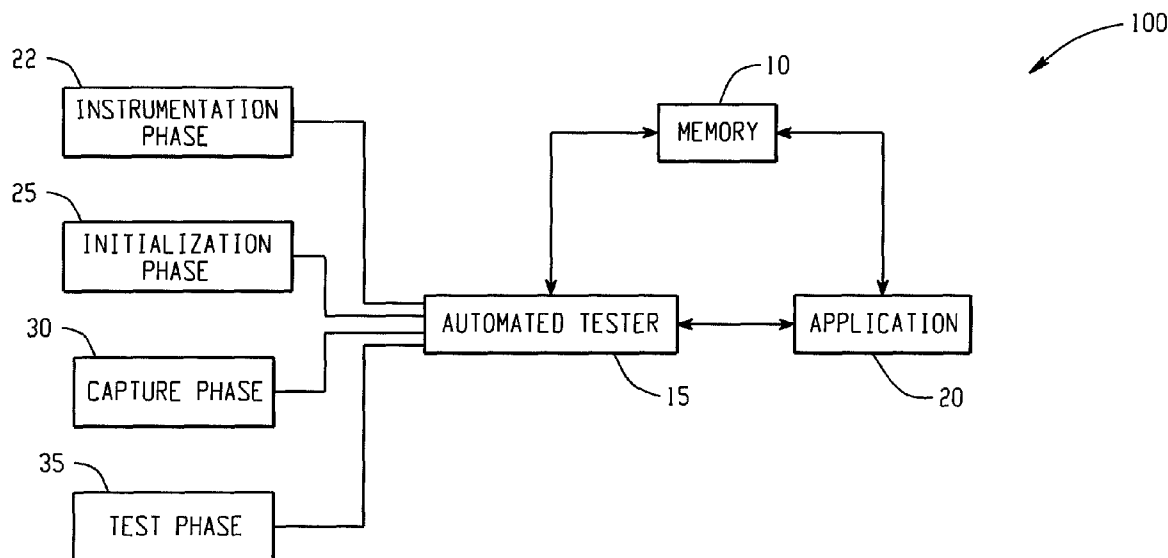 100
22
INSTRUMENTATION
PHASE
10
MEMORY
25
INITIALIZATION
PHASE
AUTOMATED TESTER
APPLICATION
30
CAPTURE PHASE
15
20
35
TEST PHASE